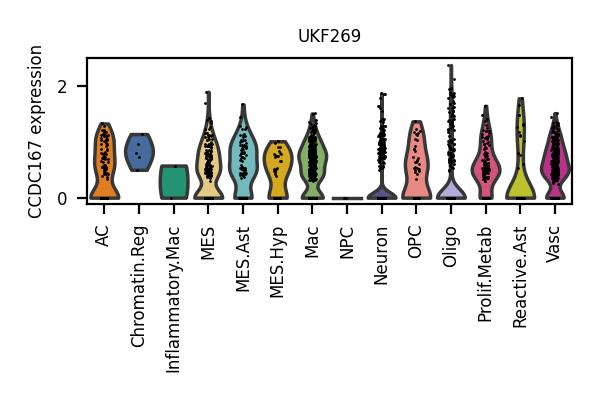 UKF269
CCDC167 expression
2
0
AC
Chromatin.Reg
Inflammatory.Mac
MES
MES.Ast
MES.Hyp
Mac
NPC
Neuron
OPC
Oligo
Prolif.Metab
Reactive.Ast
Vasc